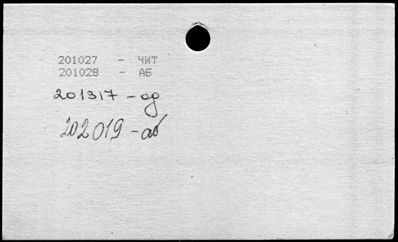 201027 - ЧИТ
201028 - АБ
201317 - од
202019 - аб